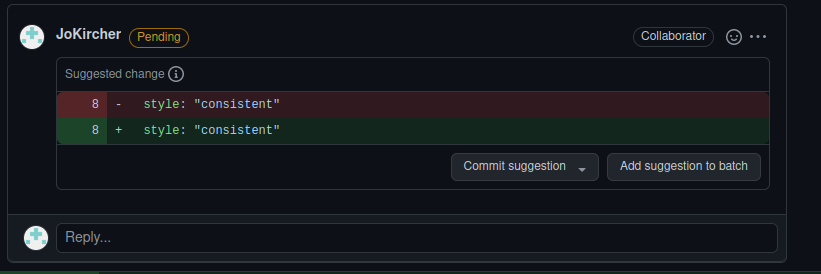 JoKircher Pending Collaborator
Suggested change
8 - style: "consistent"
8 + style: "consistent"
Commit suggestion Add suggestion to batch
Reply...